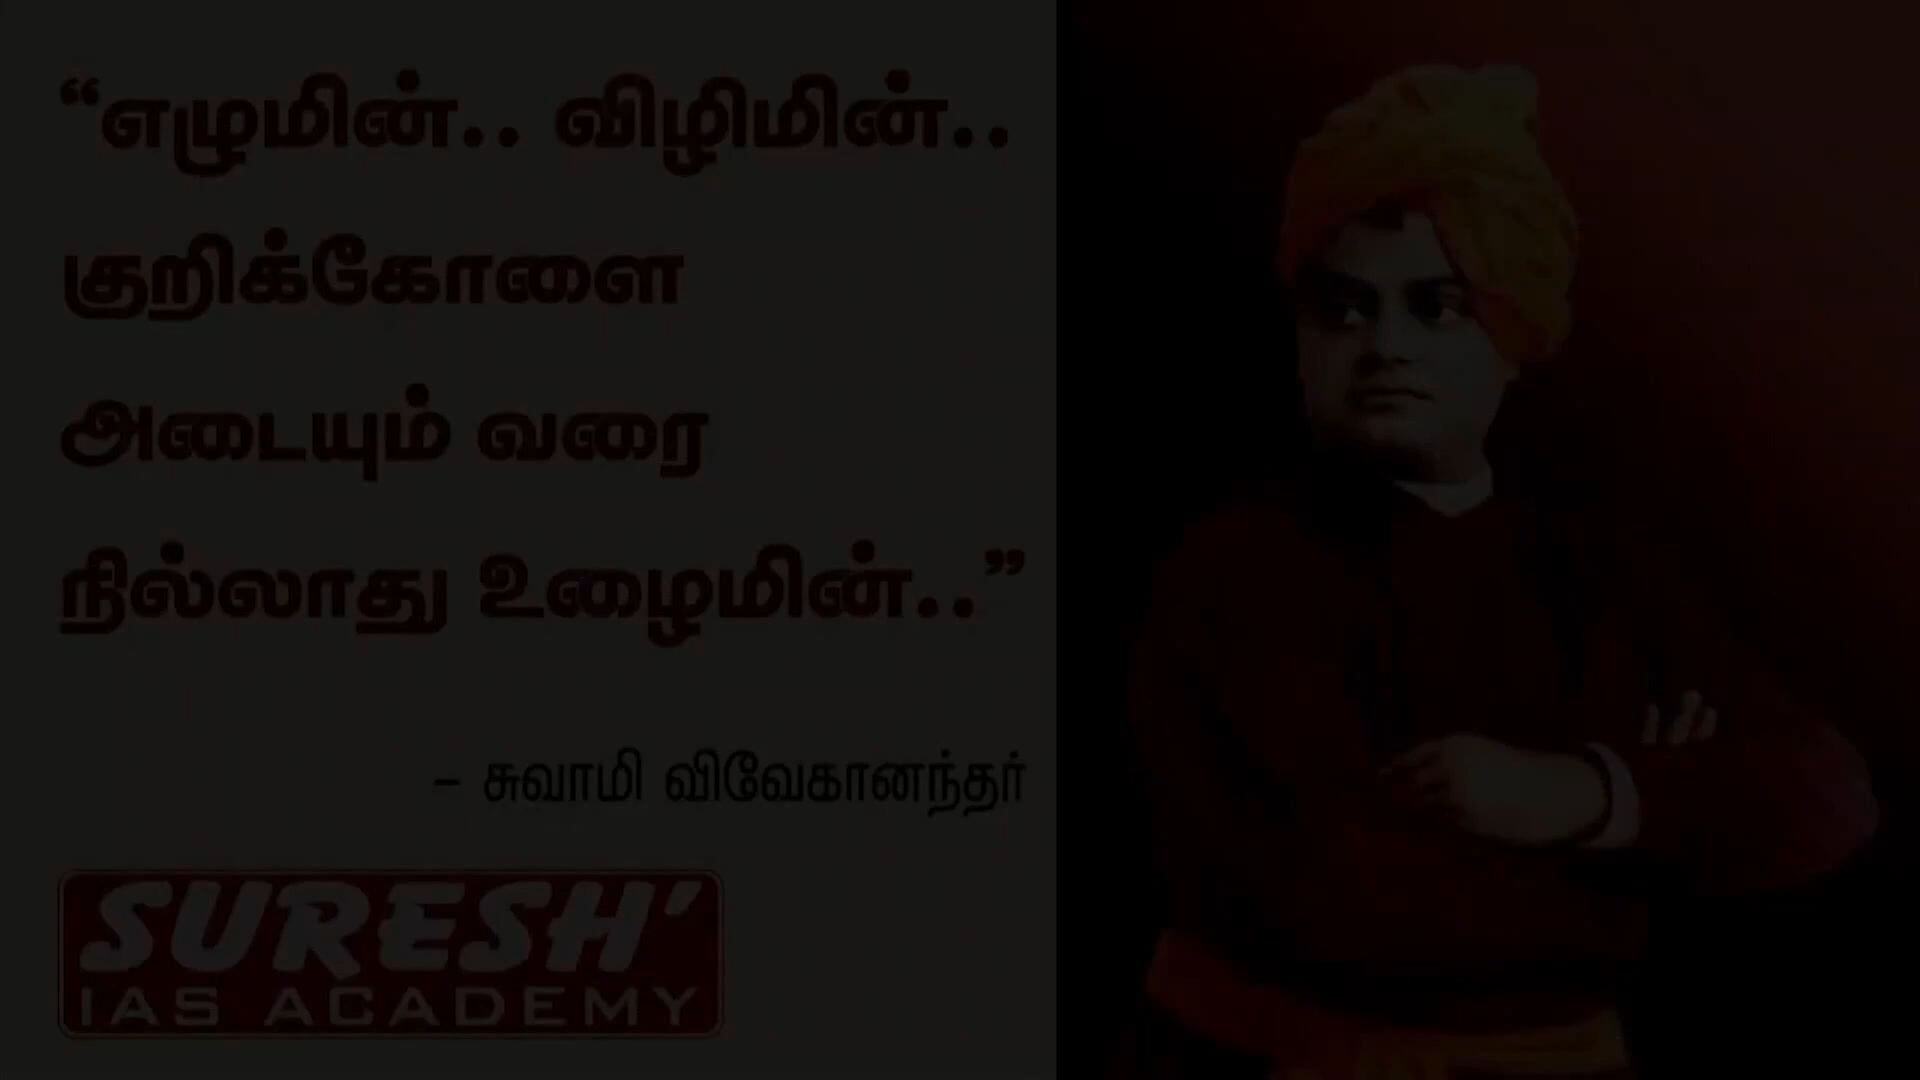 “எழுமின்.. விழிமின்..
குறிக்கோளை
அடையும் வரை
நில்லாது உழைமின்..”
– சுவாமி விவேகானந்தர்
SURESH'
IAS ACADEMY